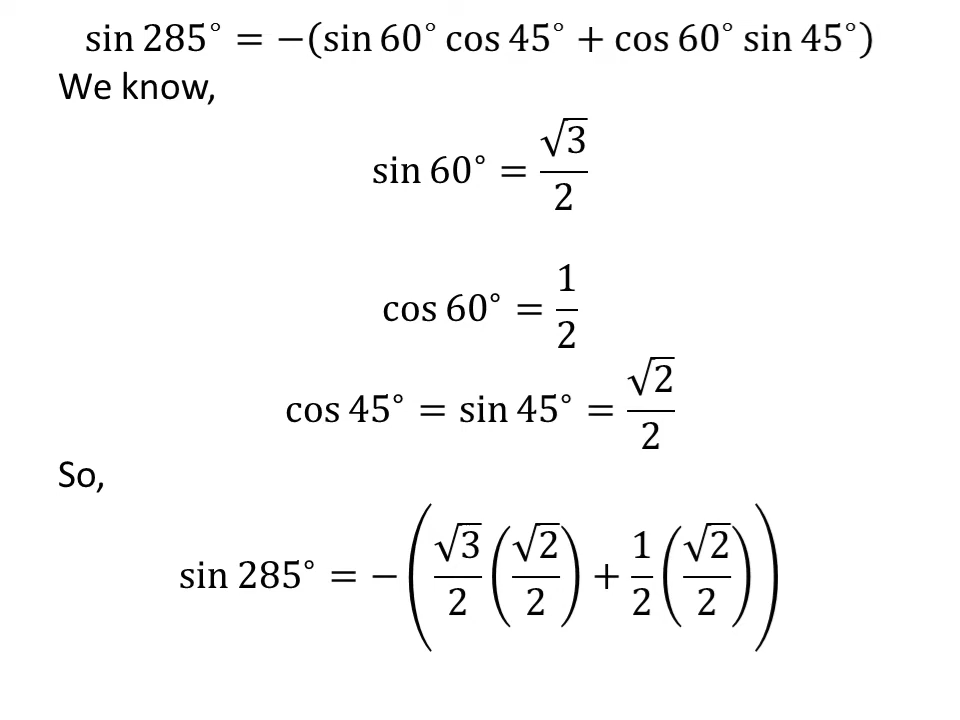 sin 285° = −(sin 60° cos 45° + cos 60° sin 45°)
We know,
sin 60° = √3/2
cos 60° = 1/2
cos 45° = sin 45° = √2/2
So,
sin 285° = −(√3/2 (√2/2) + 1/2 (√2/2))